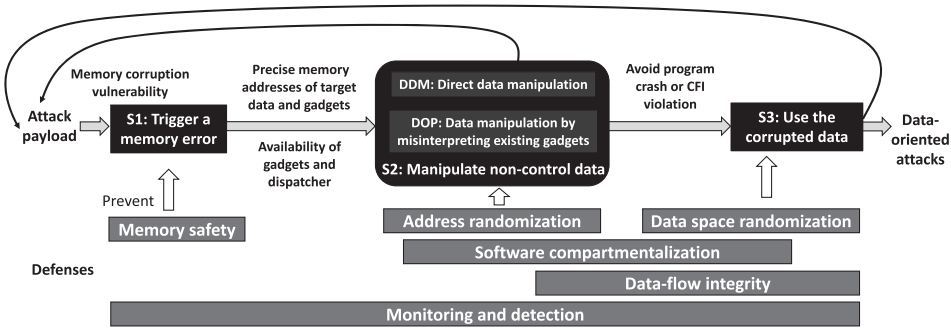 Memory corruption
vulnerability
Precise memory
addresses of target
data and gadgets
DDM: Direct data manipulation
Avoid program
crash or CFI
violation
Attack
payload
S1: Trigger a
memory error
DOP: Data manipulation by
misinterpreting existing gadgets
S3: Use the
corrupted data
Data-
oriented
attacks
Availability of
gadgets and
dispatcher
S2: Manipulate non-control data
Prevent
Memory safety
Address randomization
Data space randomization
Software compartmentalization
Defenses
Data-flow integrity
Monitoring and detection